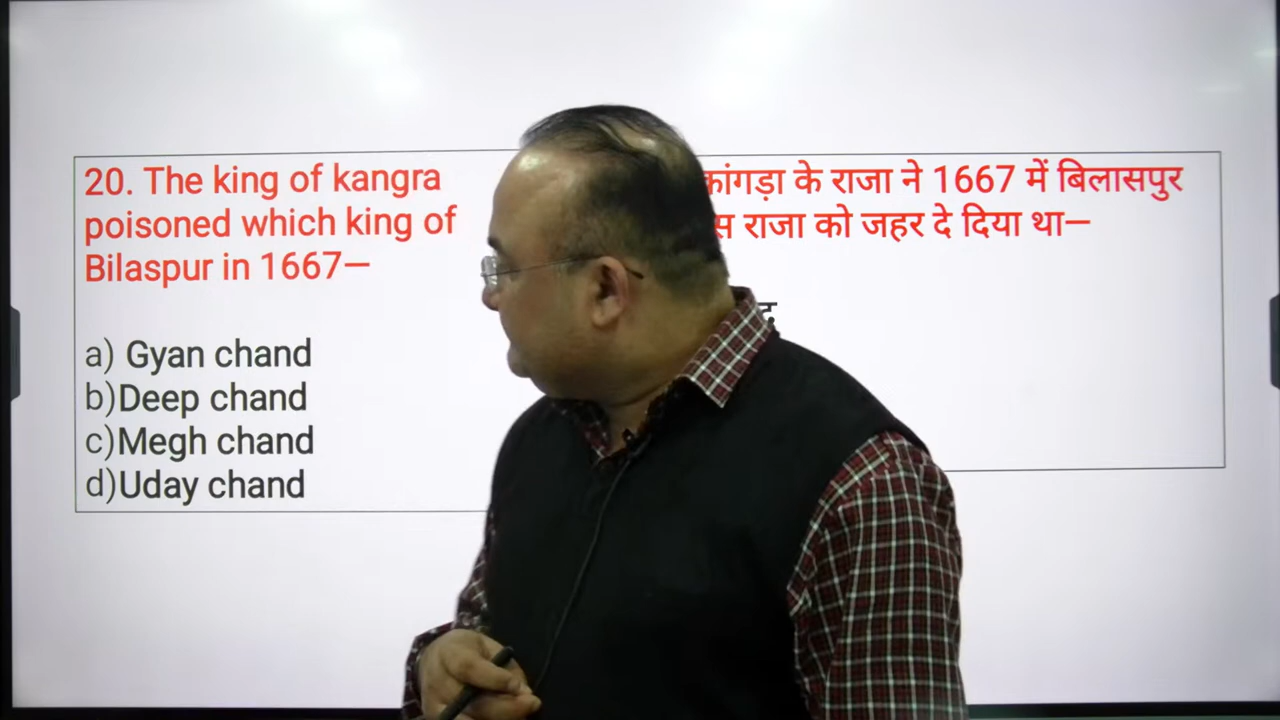 20. The king of kangra
poisoned which king of
Bilaspur in 1667—
a) Gyan chand
b)Deep chand
c)Megh chand
d)Uday chand
कांगड़ा के राजा ने 1667 में बिलासपुर
राजा को जहर दे दिया था—